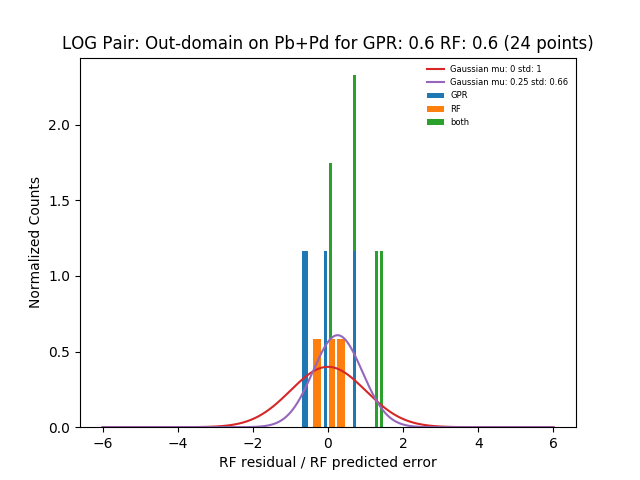 LOG Pair: Out-domain on Pb+Pd for GPR: 0.6 RF: 0.6 (24 points)
Gaussian mu: 0 std: 1
Gaussian mu: 0.25 std: 0.66
GPR
RF
both
Normalized Counts
2.0
1.5
1.0
0.5
0.0
−6 −4 −2 0 2 4 6
RF residual / RF predicted error